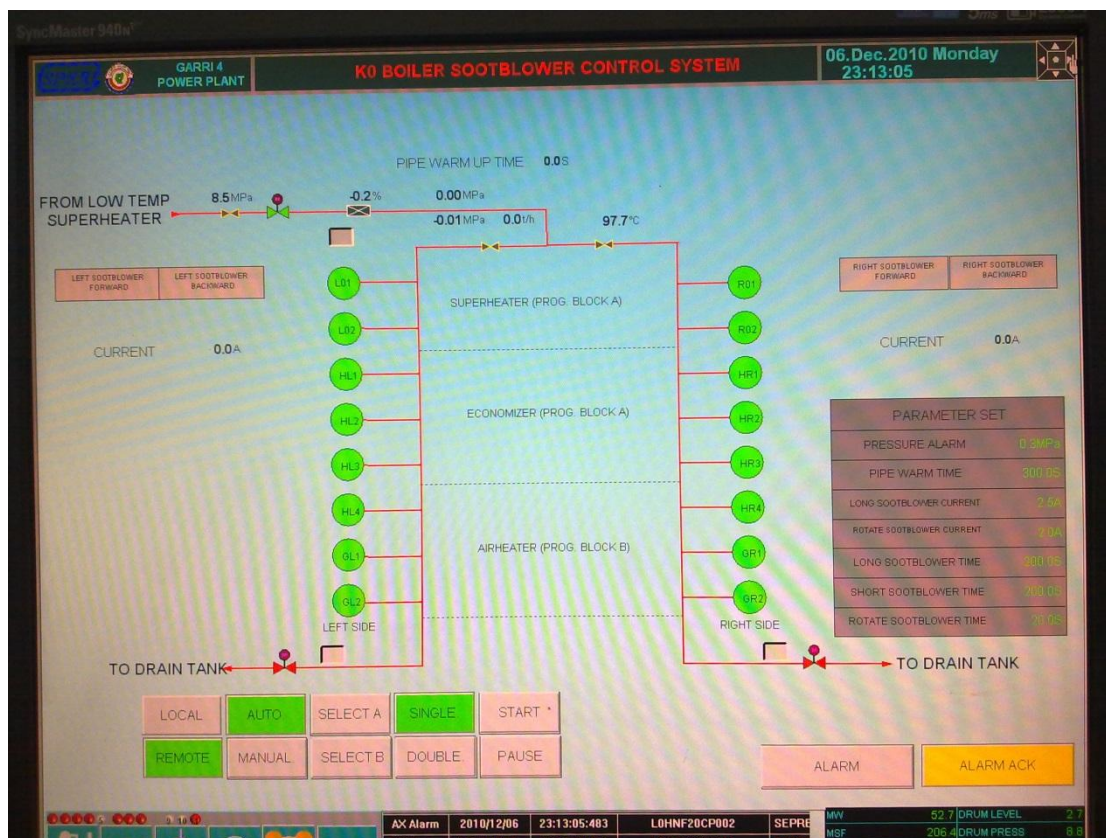 SyncMaster 940N
5ms
GARRI 4
POWER PLANT
K0 BOILER SOOTBLOWER CONTROL SYSTEM
06.Dec.2010 Monday
23:13:05
PIPE WARM UP TIME 0.0S
FROM LOW TEMP
SUPERHEATER
8.5MPa
-0.2%
0.00MPa
-0.01MPa 0.0t/h
97.7°C
LEFT SOOTBLOWER
FORWARD
LEFT SOOTBLOWER
BACKWARD
RIGHT SOOTBLOWER
FORWARD
RIGHT SOOTBLOWER
BACKWARD
CURRENT 0.0A
CURRENT 0.0A
L01
L02
HL1
HL2
HL3
HL4
GL1
GL2
LEFT SIDE
SUPERHEATER (PROG. BLOCK A)
ECONOMIZER (PROG. BLOCK A)
AIRHEATER (PROG. BLOCK B)
R01
R02
HR1
HR2
HR3
HR4
GR1
GR2
RIGHT SIDE
PARAMETER SET
PRESSURE ALARM 0.3MPa
PIPE WARM TIME 300.0S
LONG SOOTBLOWER CURRENT 2.5A
ROTATE SOOTBLOWER CURRENT 2.0A
LONG SOOTBLOWER TIME 200.0S
SHORT SOOTBLOWER TIME 200.0S
ROTATE SOOTBLOWER TIME 20.0S
TO DRAIN TANK
TO DRAIN TANK
LOCAL AUTO SELECT A SINGLE START *
REMOTE MANUAL SELECT B DOUBLE PAUSE
ALARM ALARM ACK
AX Alarm 2010/12/06 23:13:05:483 L0HNF20CP002 SEPRE
MW 52.7 DRUM LEVEL 2.7
MSF 206.4 DRUM PRESS 8.8